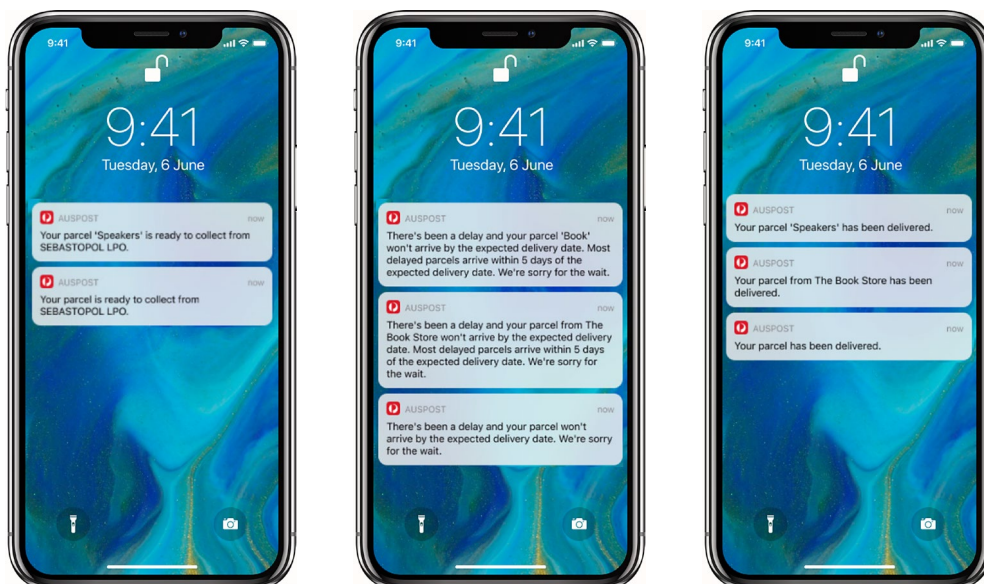 9:41
9:41
Tuesday, 6 June
AUSPOST now
Your parcel 'Speakers' is ready to collect from
SEBASTOPOL LPO.
AUSPOST now
Your parcel is ready to collect from
SEBASTOPOL LPO.
9:41
9:41
Tuesday, 6 June
AUSPOST now
There's been a delay and your parcel 'Book'
won't arrive by the expected delivery date. Most
delayed parcels arrive within 5 days of the
expected delivery date. We're sorry for the wait.
AUSPOST now
There's been a delay and your parcel from The
Book Store won't arrive by the expected delivery
date. Most delayed parcels arrive within 5 days
of the expected delivery date. We're sorry for
the wait.
AUSPOST now
There's been a delay and your parcel won't
arrive by the expected delivery date. We're sorry
for the wait.
9:41
9:41
Tuesday, 6 June
AUSPOST now
Your parcel 'Speakers' has been delivered.
AUSPOST now
Your parcel from The Book Store has been
delivered.
AUSPOST now
Your parcel has been delivered.